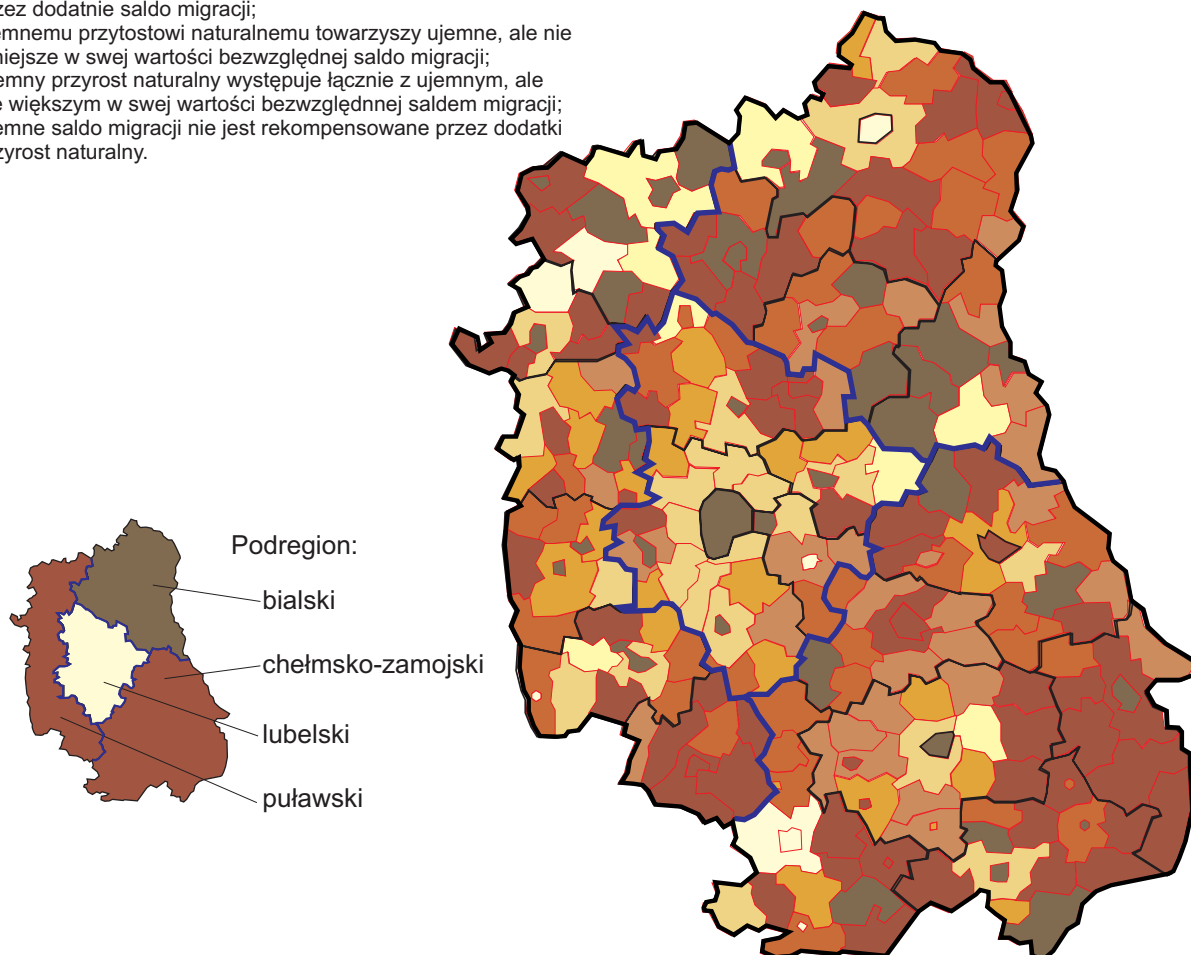 rzez dodatnie saldo migracji;
emnemu przytostowi naturalnemu towarzyszy ujemne, ale nie
niejsze w swej wartości bezwzględnej saldo migracji;
emny przyrost naturalny występuje łącznie z ujemnym, ale
e większym w swej wartości bezwzględnnej saldem migracji;
emne saldo migracji nie jest rekompensowane przez dodatki
zyrost naturalny.
Podregion:
bialski
chełmsko-zamojski
lubelski
puławski